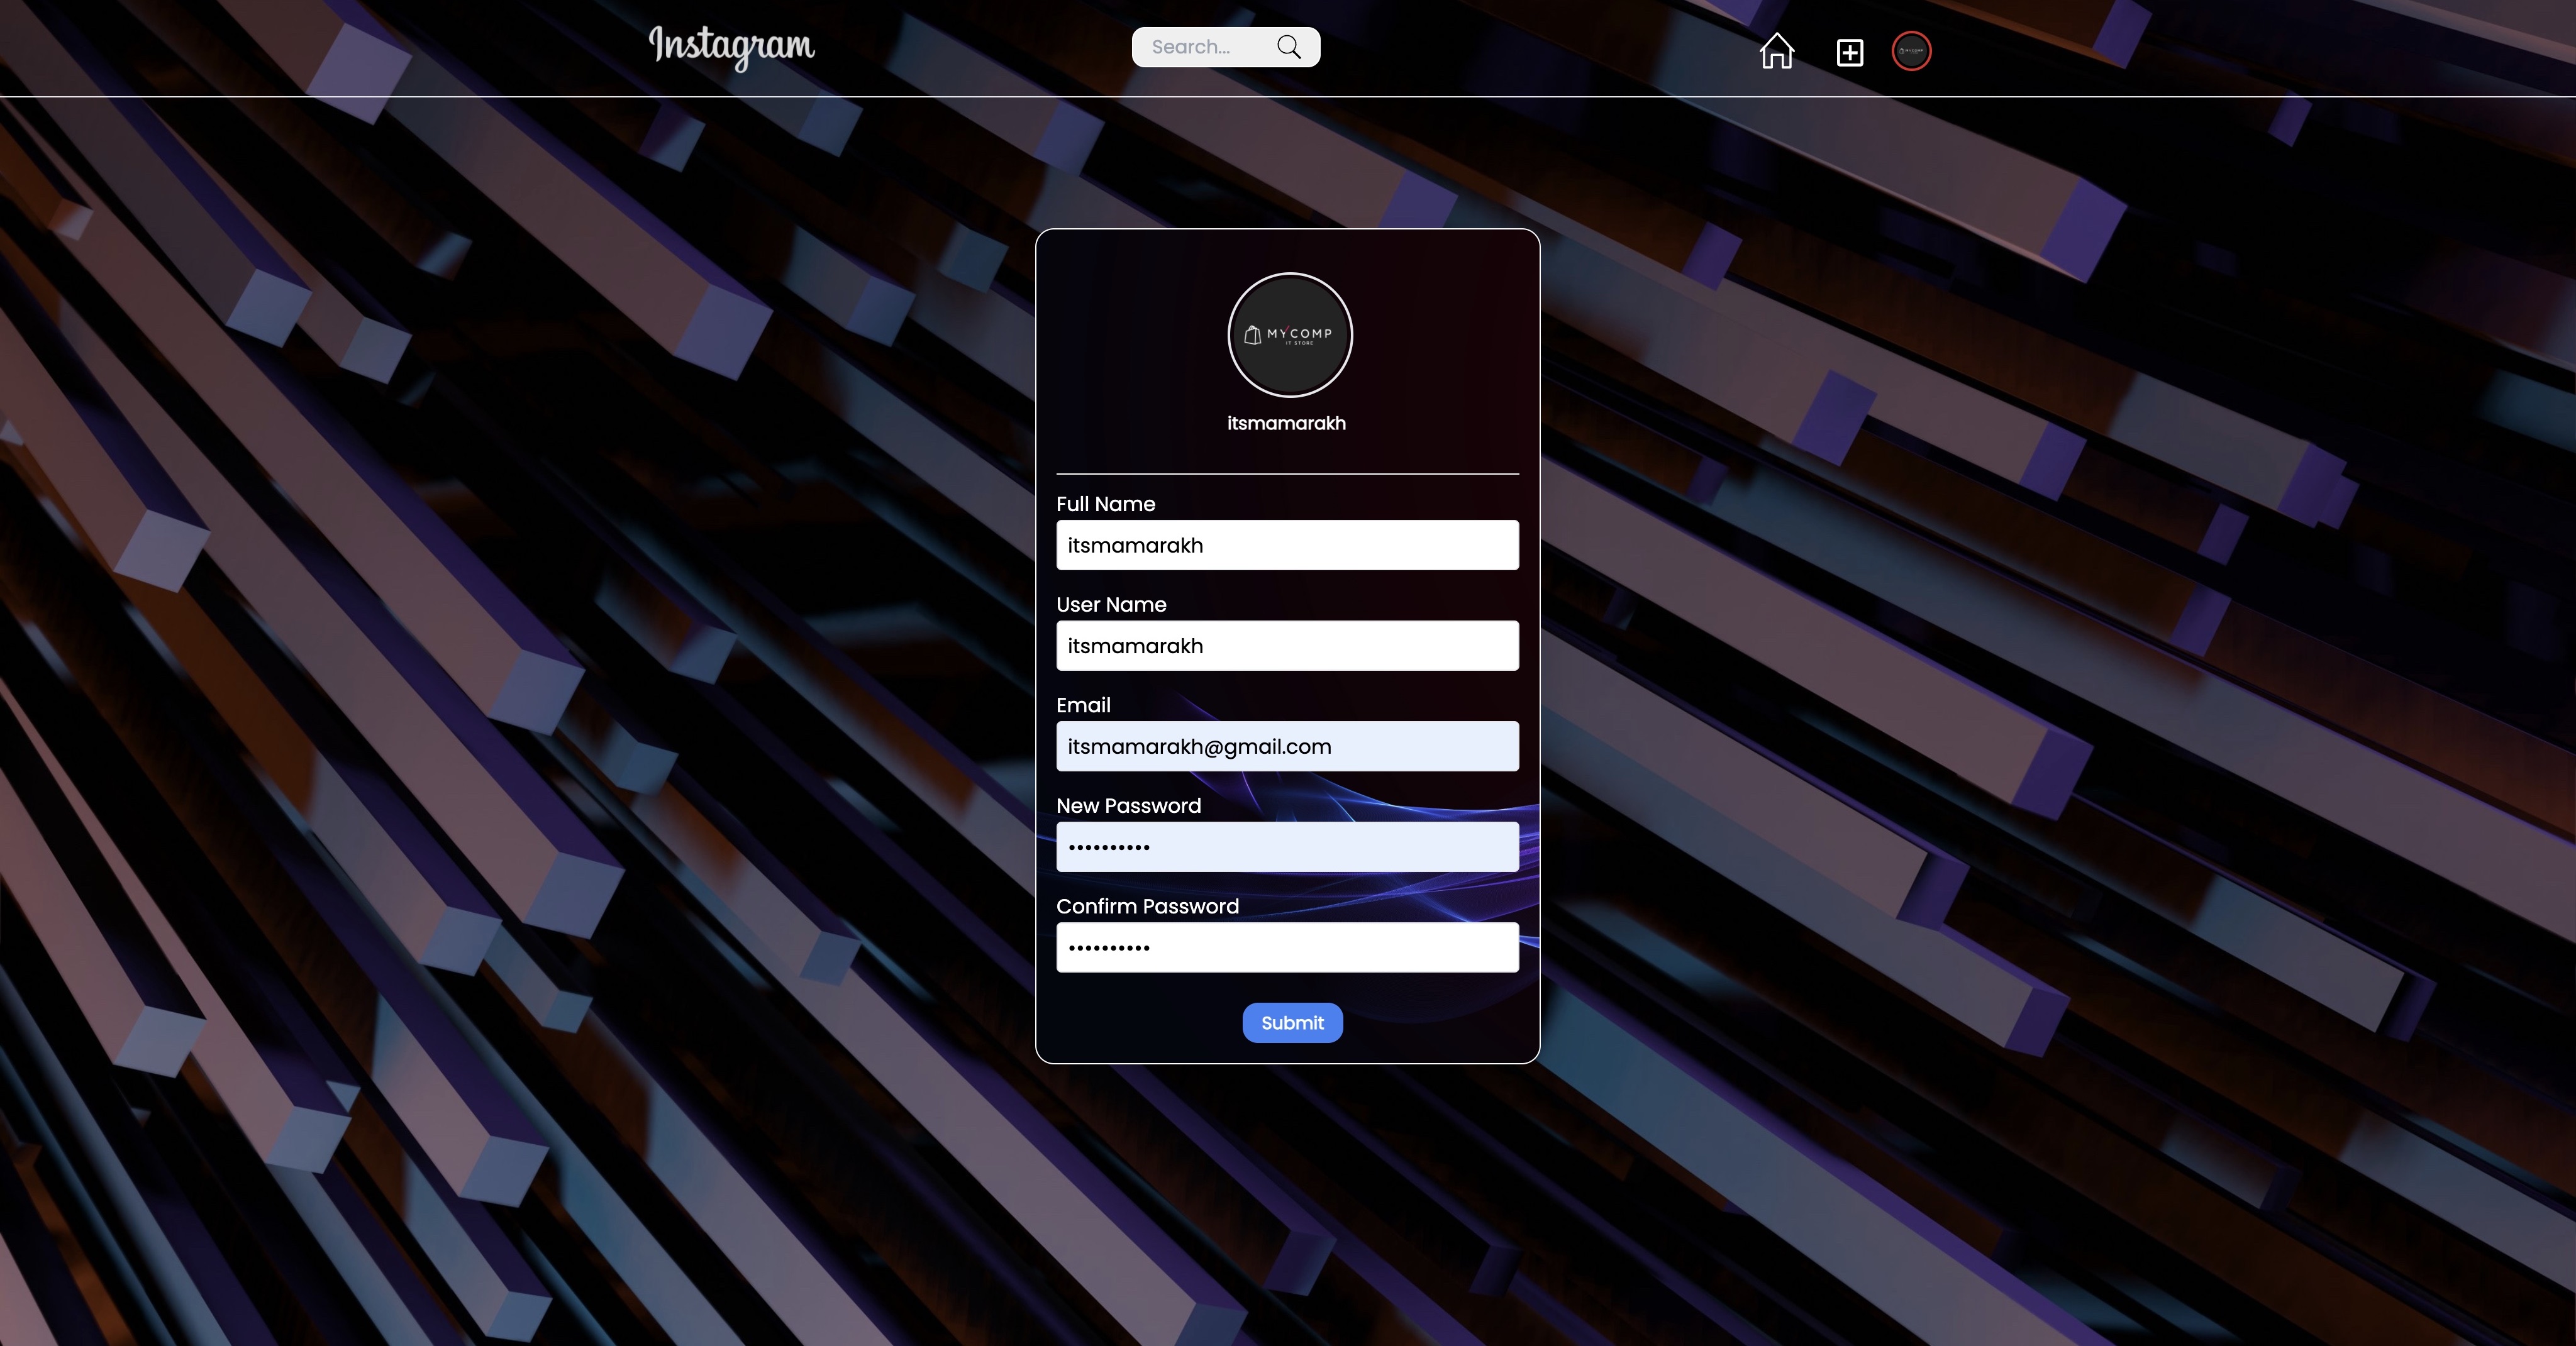 Instagram
Search...
MYCOMP
IT STORE
itsmamarakh
Full Name
itsmamarakh
User Name
itsmamarakh
Email
itsmamarakh@gmail.com
New Password
••••••••••
Confirm Password
••••••••••
Submit